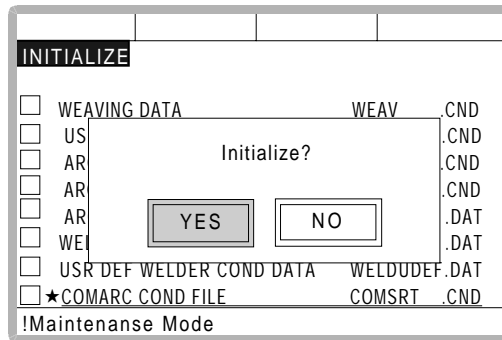 INITIALIZE
WEAVING DATA WEAV .CND
US .CND
AR .CND
AR .CND
AR .DAT
WEL .DAT
Initialize?
YES NO
USR DEF WELDER COND DATA WELDUDEF.DAT
★COMARC COND FILE COMSRT .CND
!Maintenanse Mode